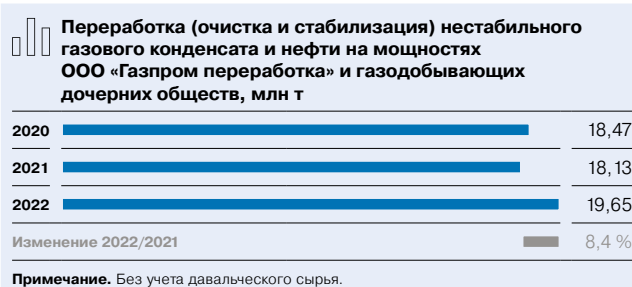 Переработка (очистка и стабилизация) нестабильного
газового конденсата и нефти на мощностях
ООО «Газпром переработка» и газодобывающих
дочерних обществ, млн т
2020 18,47
2021 18,13
2022 19,65
Изменение 2022/2021 8,4 %
Примечание. Без учета давальческого сырья.